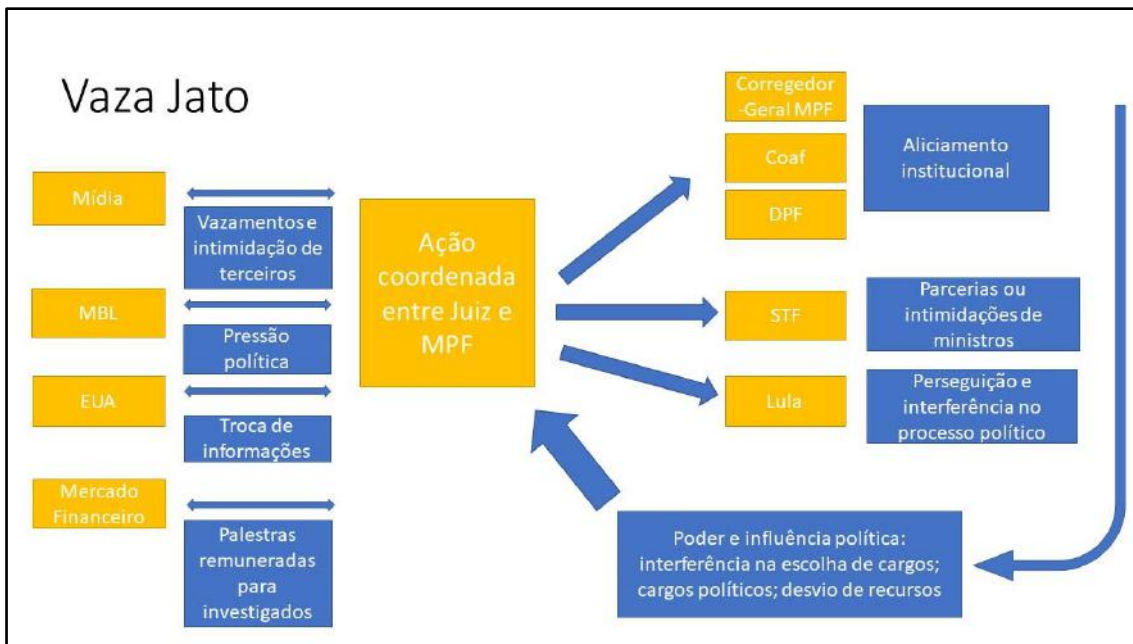 Vaza Jato
Mídia
Vazamentos e
intimidação de
terceiros
MBL
Pressão
política
EUA
Troca de
informações
Mercado
Financeiro
Palestras
remuneradas
para
investigados
Ação
coordenada
entre Juiz e
MPF
Corregedor
-Geral MPF
Coaf
DPF
Aliciamento
institucional
STF
Parcerias ou
intimidações de
ministros
Lula
Perseguição e
interferência no
processo político
Poder e influência política:
interferência na escolha de cargos;
cargos políticos; desvio de recursos